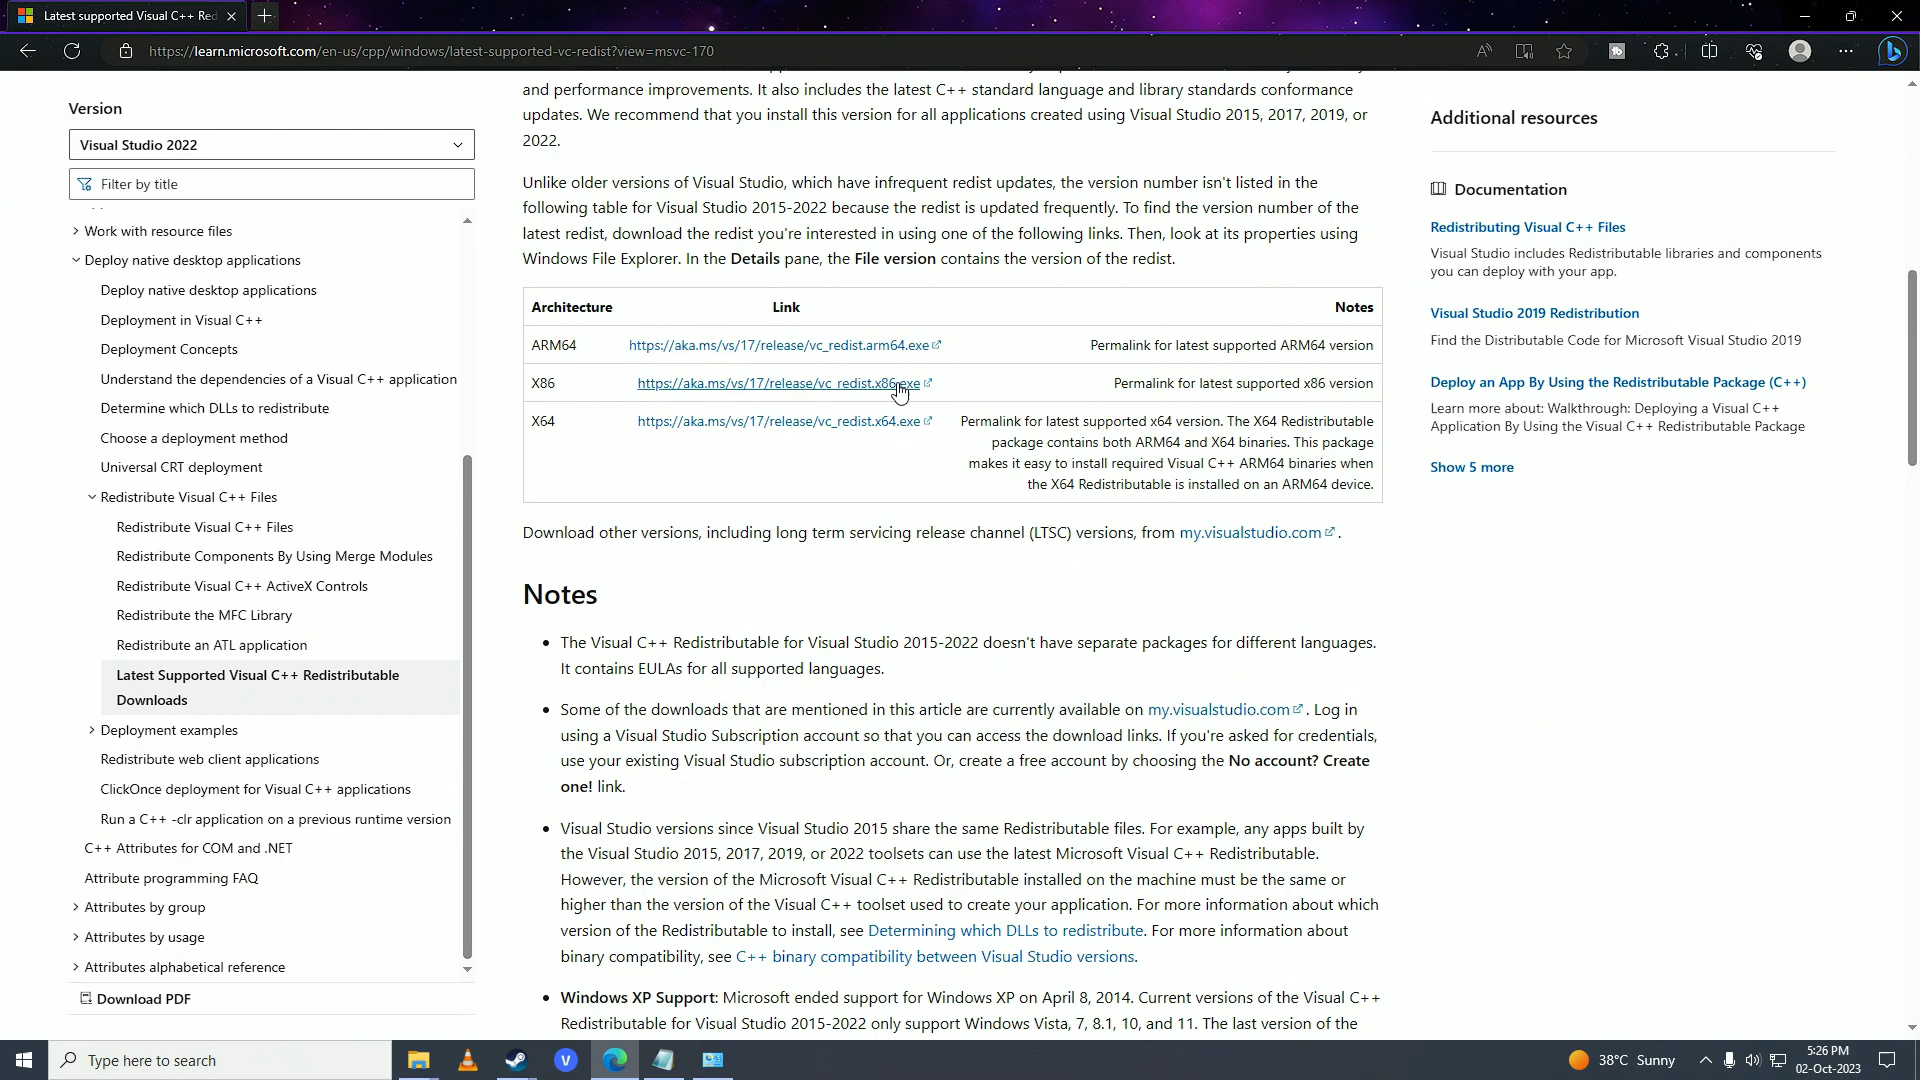 Latest supported Visual C++ Red
https://learn.microsoft.com/en-us/cpp/windows/latest-supported-vc-redist?view=msvc-170
Version
Visual Studio 2022
Filter by title
Work with resource files
Deploy native desktop applications
Deploy native desktop applications
Deployment in Visual C++
Deployment Concepts
Understand the dependencies of a Visual C++ application
Determine which DLLs to redistribute
Choose a deployment method
Universal CRT deployment
Redistribute Visual C++ Files
Redistribute Visual C++ Files
Redistribute Components By Using Merge Modules
Redistribute Visual C++ ActiveX Controls
Redistribute the MFC Library
Redistribute an ATL application
Latest Supported Visual C++ Redistributable
Downloads
Deployment examples
Redistribute web client applications
ClickOnce deployment for Visual C++ applications
Run a C++ -clr application on a previous runtime version
C++ Attributes for COM and .NET
Attribute programming FAQ
Attributes by group
Attributes by usage
Attributes alphabetical reference
Download PDF
and performance improvements. It also includes the latest C++ standard language and library standards conformance
updates. We recommend that you install this version for all applications created using Visual Studio 2015, 2017, 2019, or
2022.
Unlike older versions of Visual Studio, which have infrequent redist updates, the version number isn't listed in the
following table for Visual Studio 2015-2022 because the redist is updated frequently. To find the version number of the
latest redist, download the redist you're interested in using one of the following links. Then, look at its properties using
Windows File Explorer. In the Details pane, the File version contains the version of the redist.
Architecture Link Notes
ARM64 https://aka.ms/vs/17/release/vc_redist.arm64.exe Permalink for latest supported ARM64 version
X86 https://aka.ms/vs/17/release/vc_redist.x86.exe Permalink for latest supported x86 version
X64 https://aka.ms/vs/17/release/vc_redist.x64.exe Permalink for latest supported x64 version. The X64 Redistributable
package contains both ARM64 and X64 binaries. This package
makes it easy to install required Visual C++ ARM64 binaries when
the X64 Redistributable is installed on an ARM64 device.
Download other versions, including long term servicing release channel (LTSC) versions, from my.visualstudio.com.
Notes
• The Visual C++ Redistributable for Visual Studio 2015-2022 doesn't have separate packages for different languages.
It contains EULAs for all supported languages.
• Some of the downloads that are mentioned in this article are currently available on my.visualstudio.com. Log in
using a Visual Studio Subscription account so that you can access the download links. If you're asked for credentials,
use your existing Visual Studio subscription account. Or, create a free account by choosing the No account? Create
one! link.
• Visual Studio versions since Visual Studio 2015 share the same Redistributable files. For example, any apps built by
the Visual Studio 2015, 2017, 2019, or 2022 toolsets can use the latest Microsoft Visual C++ Redistributable.
However, the version of the Microsoft Visual C++ Redistributable installed on the machine must be the same or
higher than the version of the Visual C++ toolset used to create your application. For more information about which
version of the Redistributable to install, see Determining which DLLs to redistribute. For more information about
binary compatibility, see C++ binary compatibility between Visual Studio versions.
• Windows XP Support: Microsoft ended support for Windows XP on April 8, 2014. Current versions of the Visual C++
Redistributable for Visual Studio 2015-2022 only support Windows Vista, 7, 8.1, 10, and 11. The last version of the
Additional resources
Documentation
Redistributing Visual C++ Files
Visual Studio includes Redistributable libraries and components
you can deploy with your app.
Visual Studio 2019 Redistribution
Find the Distributable Code for Microsoft Visual Studio 2019
Deploy an App By Using the Redistributable Package (C++)
Learn more about: Walkthrough: Deploying a Visual C++
Application By Using the Visual C++ Redistributable Package
Show 5 more
Type here to search
38°C Sunny
5:26 PM
02-Oct-2023